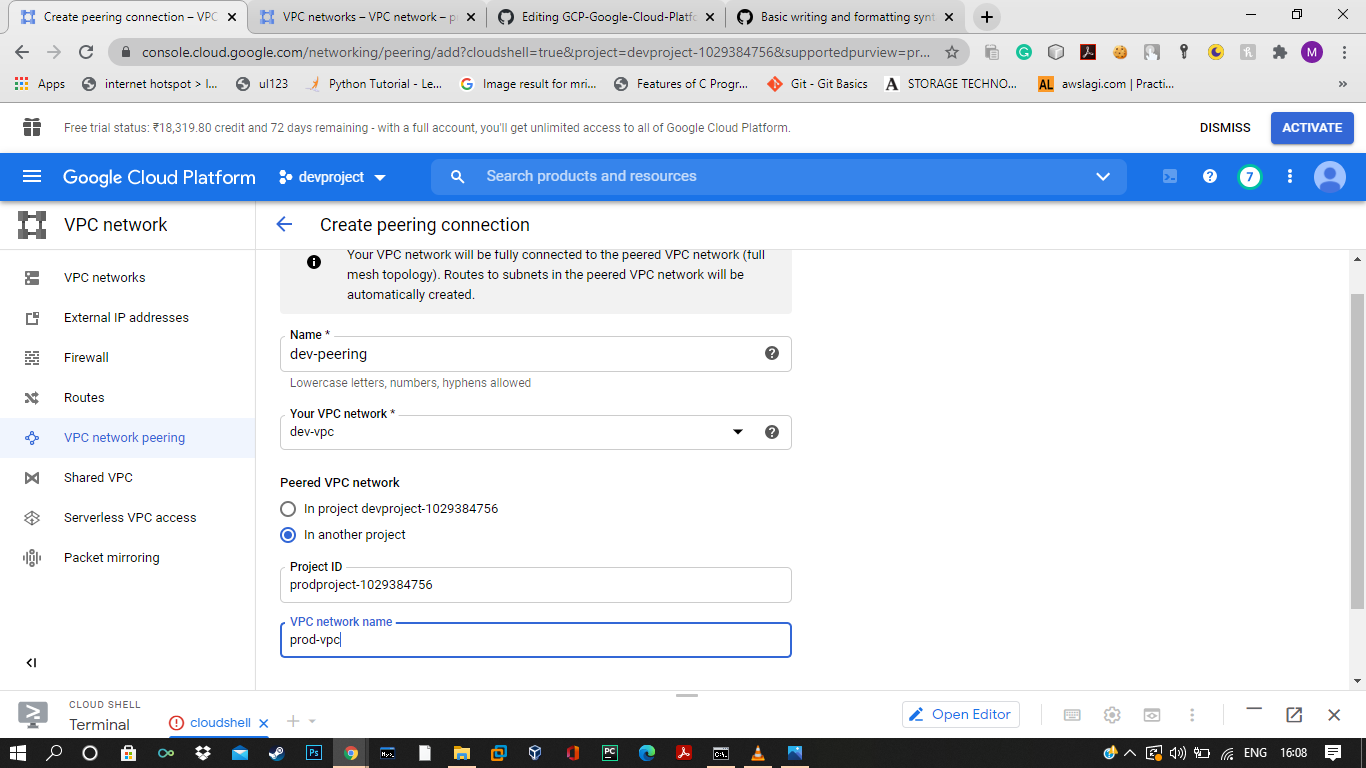 Create peering connection – VPC
VPC networks – VPC network – p
Editing GCP-Google-Cloud-Platfo
Basic writing and formatting synt
console.cloud.google.com/networking/peering/add?cloudshell=true&project=devproject-1029384756&supportedpurview=pr...
M
Apps
internet hotspot > I...
ul123
Python Tutorial - Le...
Image result for mri...
Features of C Progr...
Git - Git Basics
A STORAGE TECHNO...
AL awslagi.com | Practi...
Free trial status: ₹18,319.80 credit and 72 days remaining - with a full account, you'll get unlimited access to all of Google Cloud Platform.
DISMISS
ACTIVATE
Google Cloud Platform
devproject
Search products and resources
7
VPC network
Create peering connection
VPC networks
External IP addresses
Firewall
Routes
VPC network peering
Shared VPC
Serverless VPC access
Packet mirroring
Your VPC network will be fully connected to the peered VPC network (full
mesh topology). Routes to subnets in the peered VPC network will be
automatically created.
Name *
dev-peering
Lowercase letters, numbers, hyphens allowed
Your VPC network *
dev-vpc
Peered VPC network
In project devproject-1029384756
In another project
Project ID
prodproject-1029384756
VPC network name
prod-vpc
CLOUD SHELL
Terminal
cloudshell
Open Editor
Ps
PC
ENG
16:08